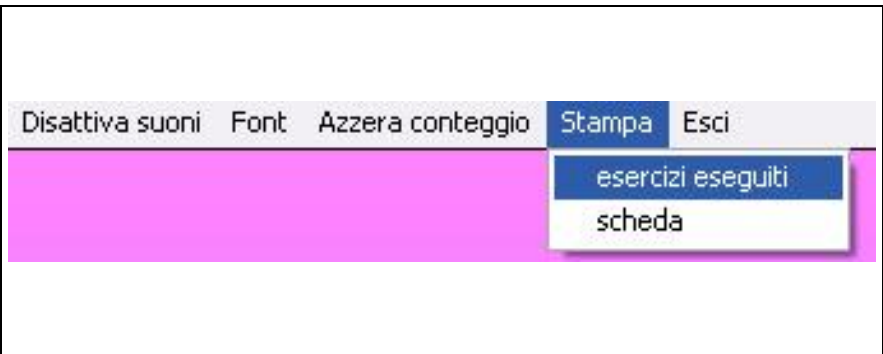 Disattiva suoni Font Azzera conteggio Stampa Esci
esercizi eseguiti
scheda